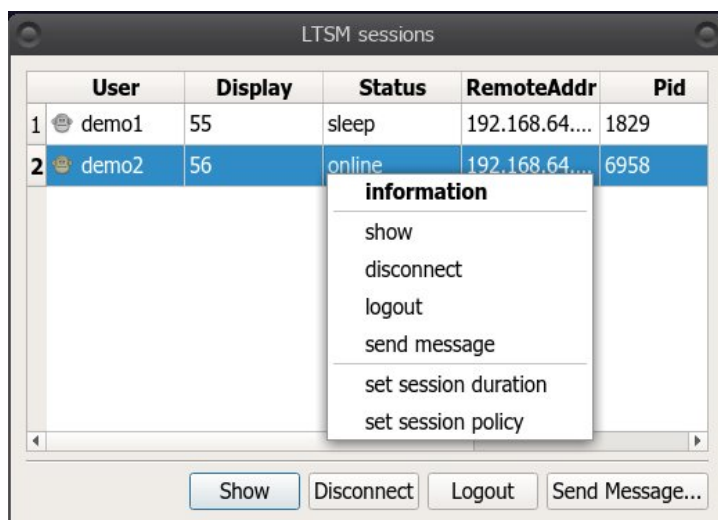 LTSM sessions
User Display Status RemoteAddr Pid
1 demo1 55 sleep 192.168.64.... 1829
2 demo2 56 online 192.168.64.... 6958
information
show
disconnect
logout
send message
set session duration
set session policy
Show Disconnect Logout Send Message...